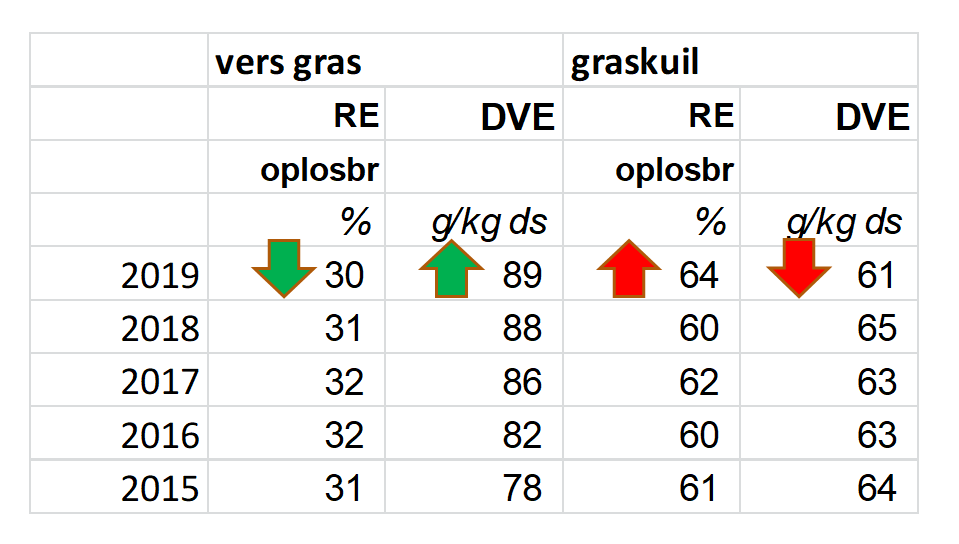 vers gras graskuil
RE DVE RE DVE
oplosbr oplosbr
% g/kg ds % g/kg ds
2019 30 89 64 61
2018 31 88 60 65
2017 32 86 62 63
2016 32 82 60 63
2015 31 78 61 64